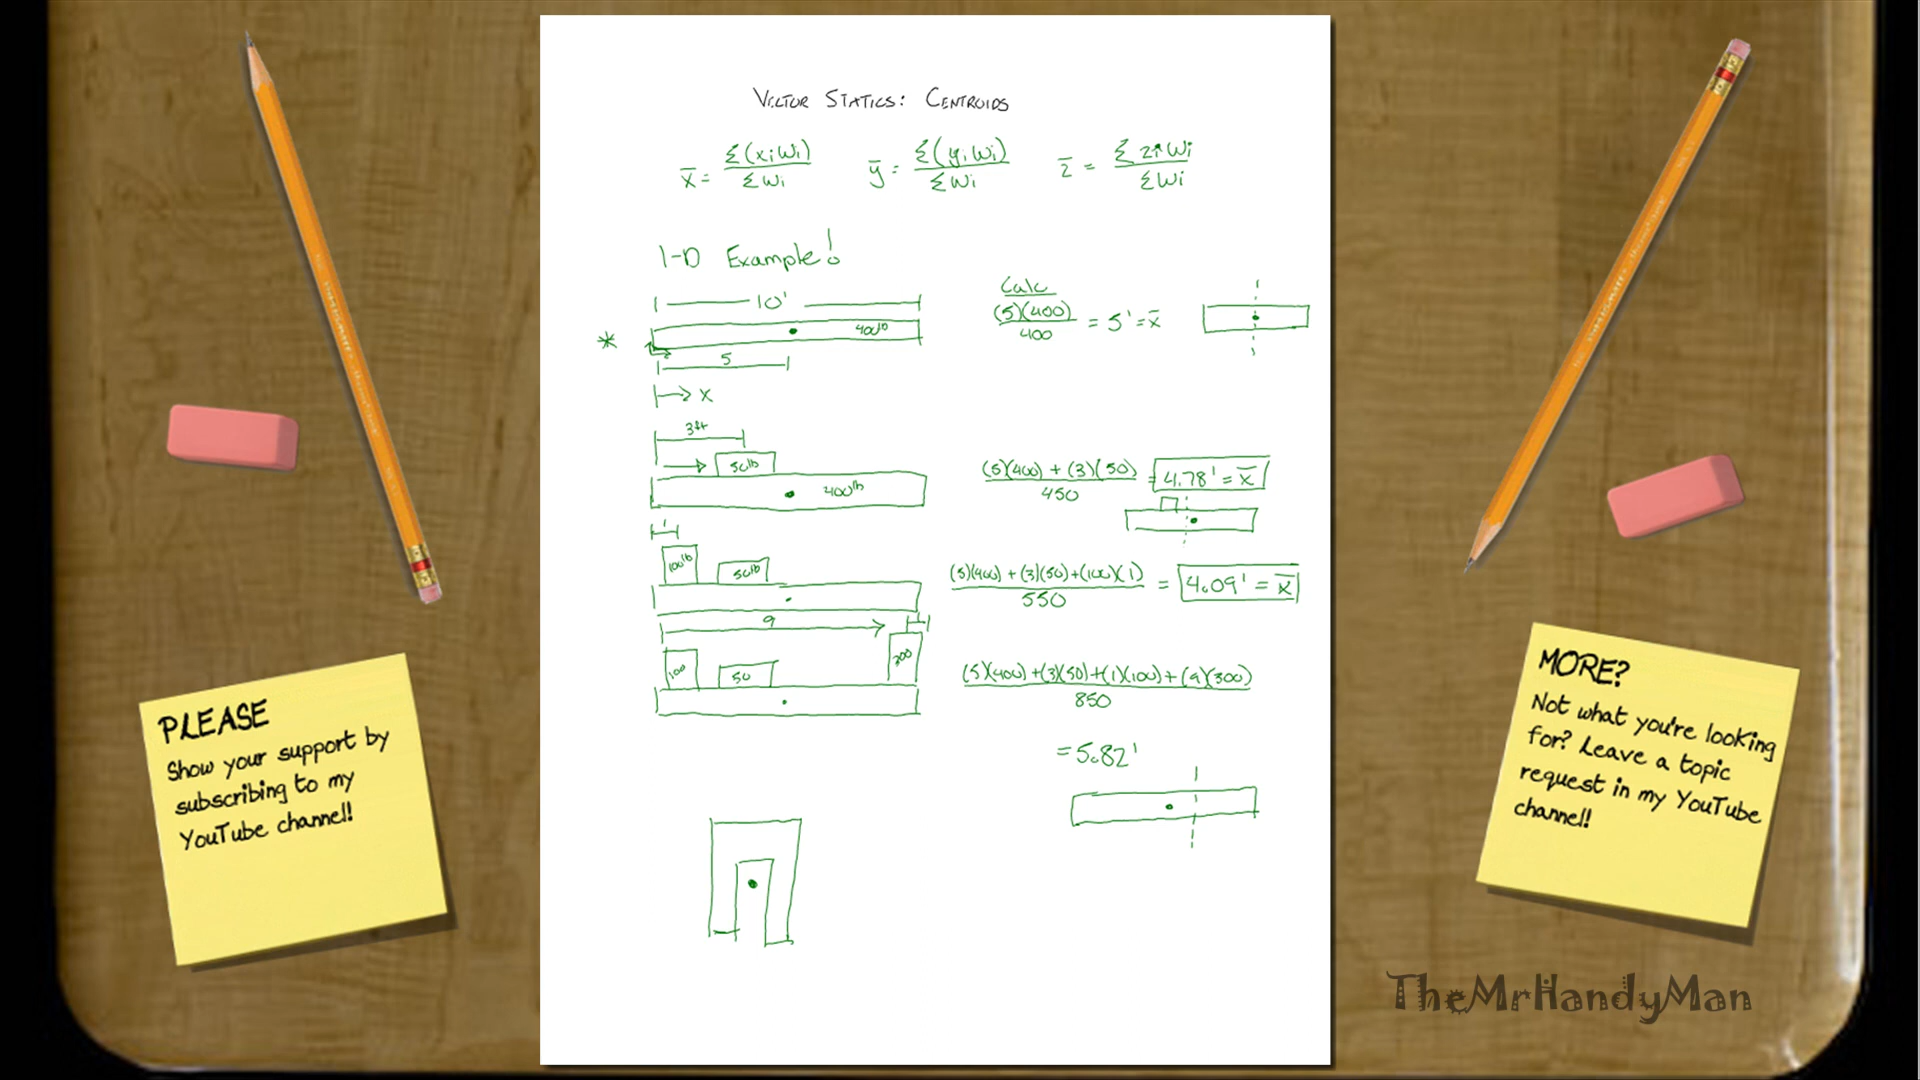 VECTOR STATICS: CENTROIDS
x̄ = Σ(xiWi) / ΣWi   ȳ = Σ(yiWi) / ΣWi   z̄ = Σ ziWi / ΣWi
1-D Example!
10'
400lb
5
x
Calc
(5)(400) / 400 = 5' = x̄
3ft
50lb
400lb
(5)(400) + (3)(50) / 450 = 4.78' = x̄
1'
100lb
50lb
(5)(400) + (3)(50) + (100)(1) / 550 = 4.09' = x̄
9
100
50
300
(5)(400) + (3)(50) + (1)(100) + (9)(300) / 850
= 5.82'
PLEASE
Show your support by
subscribing to my
YouTube channel!
MORE?
Not what you're looking
for? Leave a topic
request in my YouTube
channel!
TheMrHandyMan